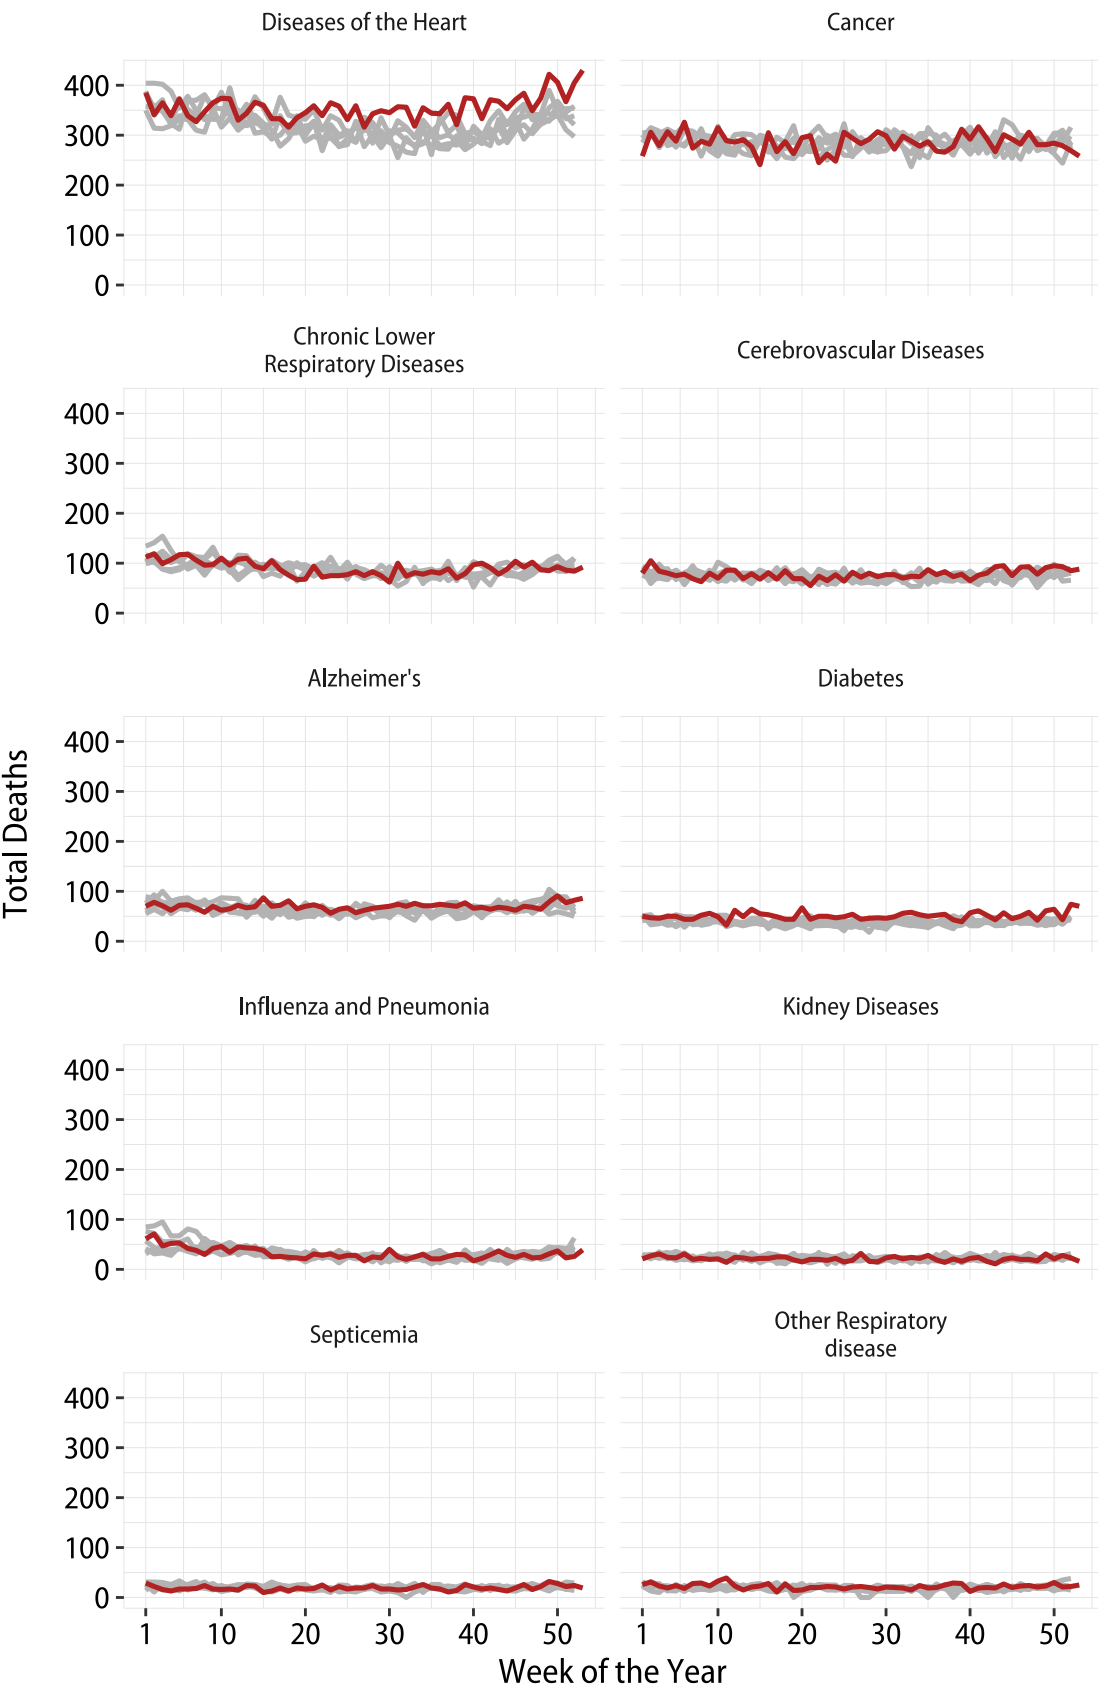 Diseases of the Heart
Cancer
400
300
200
100
0
Chronic Lower
Respiratory Diseases
Cerebrovascular Diseases
400
300
200
100
0
Alzheimer's
Diabetes
400
300
200
100
0
Total Deaths
Influenza and Pneumonia
Kidney Diseases
400
300
200
100
0
Septicemia
Other Respiratory
disease
400
300
200
100
0
1 10 20 30 40 50 1 10 20 30 40 50
Week of the Year